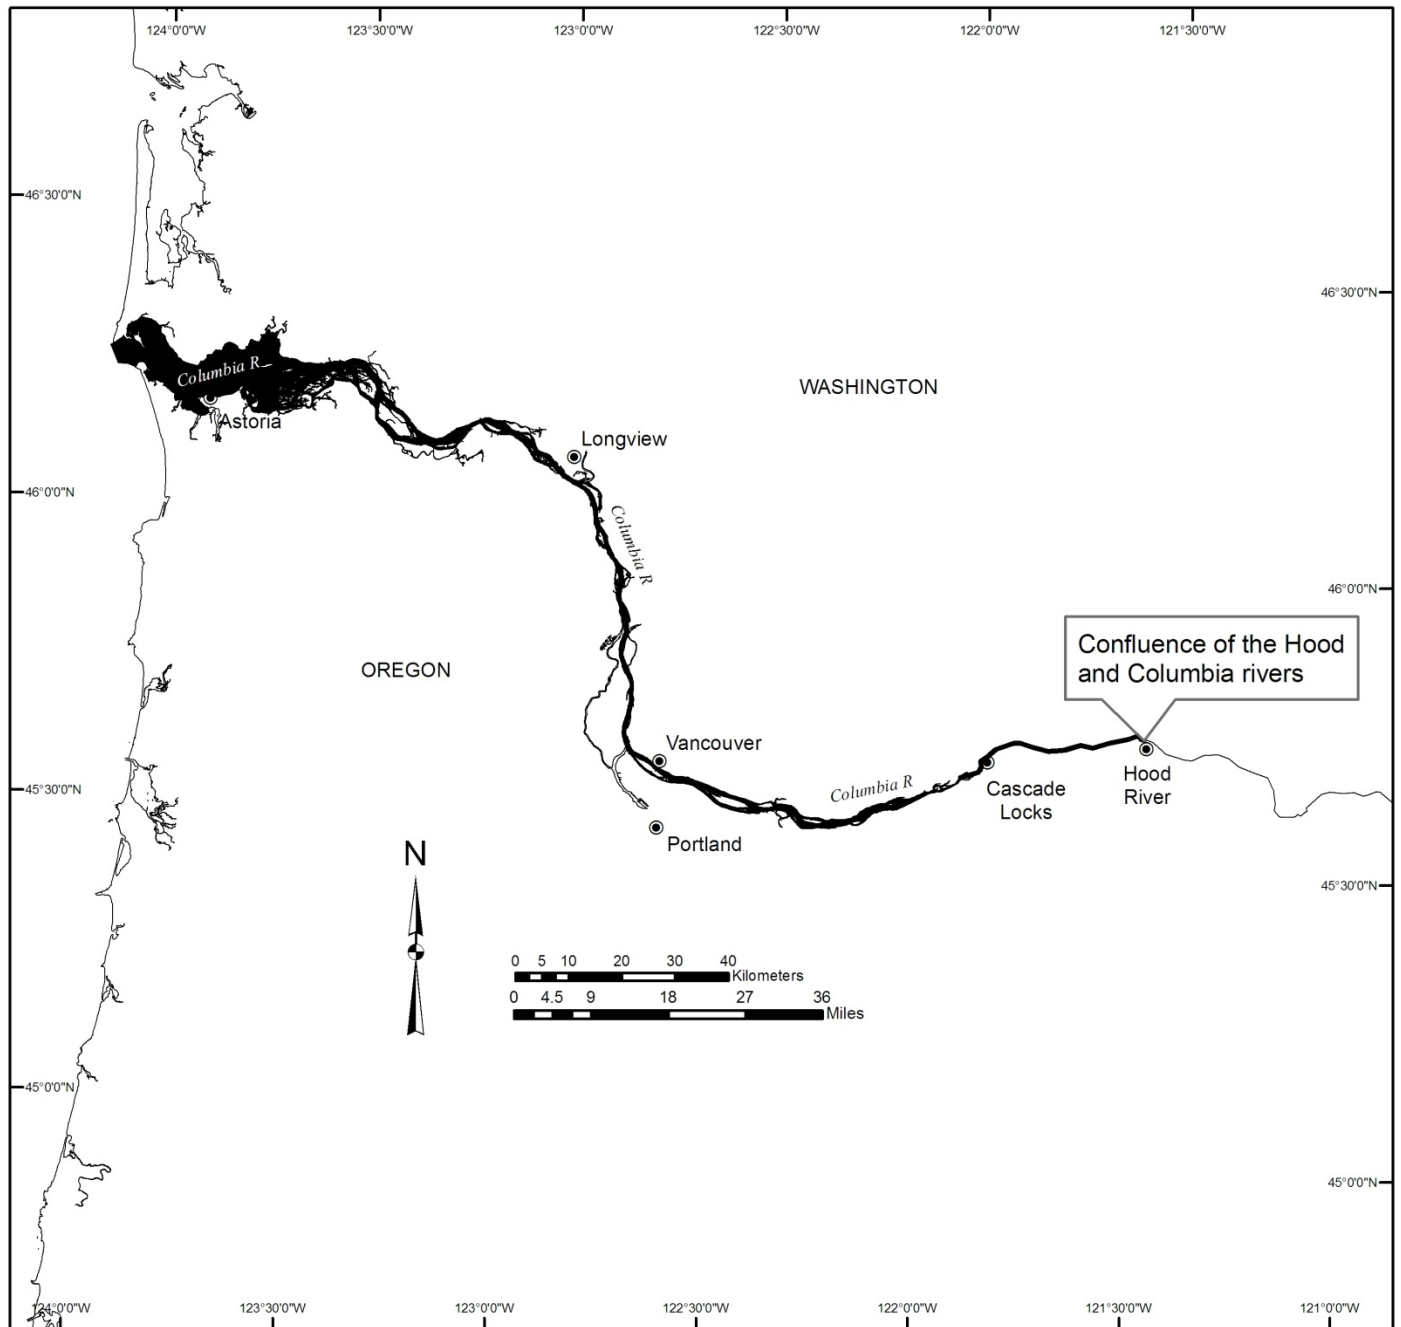 124°0'0"W 123°30'0"W 123°0'0"W 122°30'0"W 122°0'0"W 121°30'0"W
46°30'0"N
46°30'0"N
Columbia R
WASHINGTON
Astoria
Longview
46°0'0"N
Columbia R
46°0'0"N
Confluence of the Hood
and Columbia rivers
OREGON
Vancouver
Hood
River
Cascade
Locks
Columbia R
45°30'0"N
Portland
N
45°30'0"N
0 5 10 20 30 40
Kilometers
0 4.5 9 18 27 36
Miles
45°0'0"N
45°0'0"N
124°0'0"W 123°30'0"W 123°0'0"W 122°30'0"W 122°0'0"W 121°30'0"W 121°0'0"W